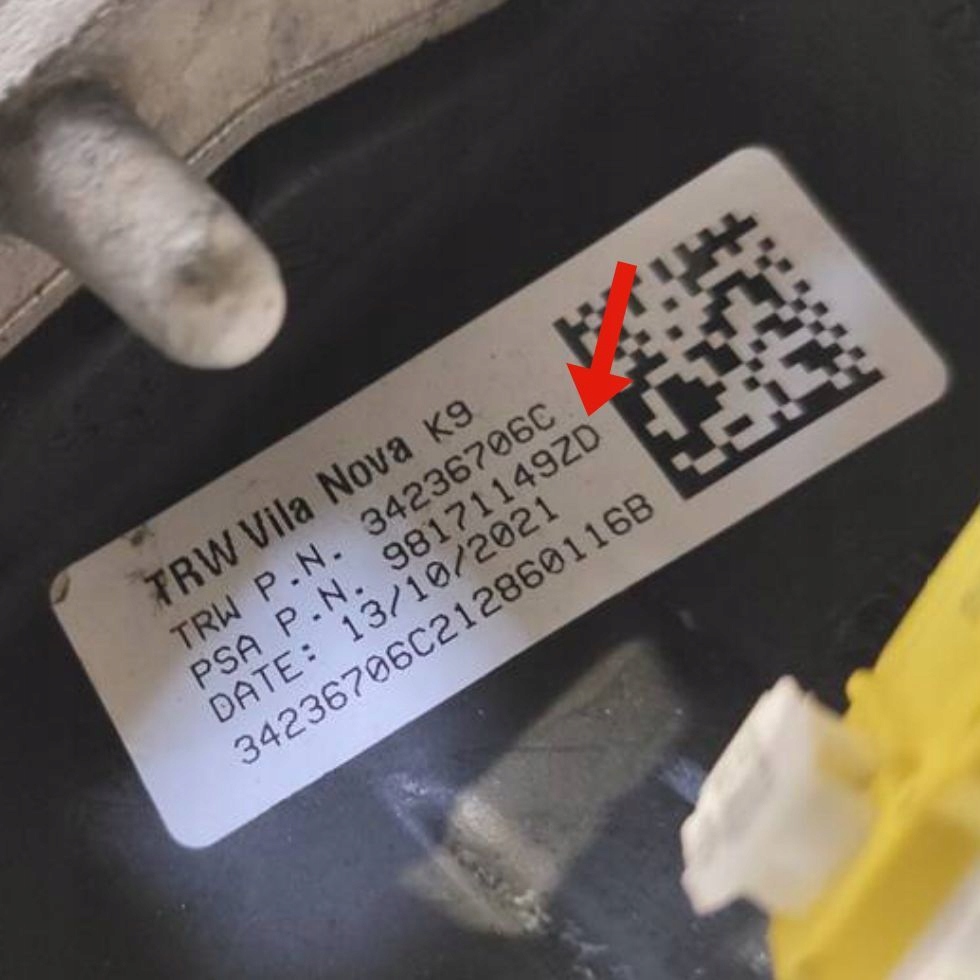 TRW Vila Nova K9
TRW P.N. 34236706C
PSA P.N. 98171149ZD
DATE: 13/10/2021
34236706C212860116B